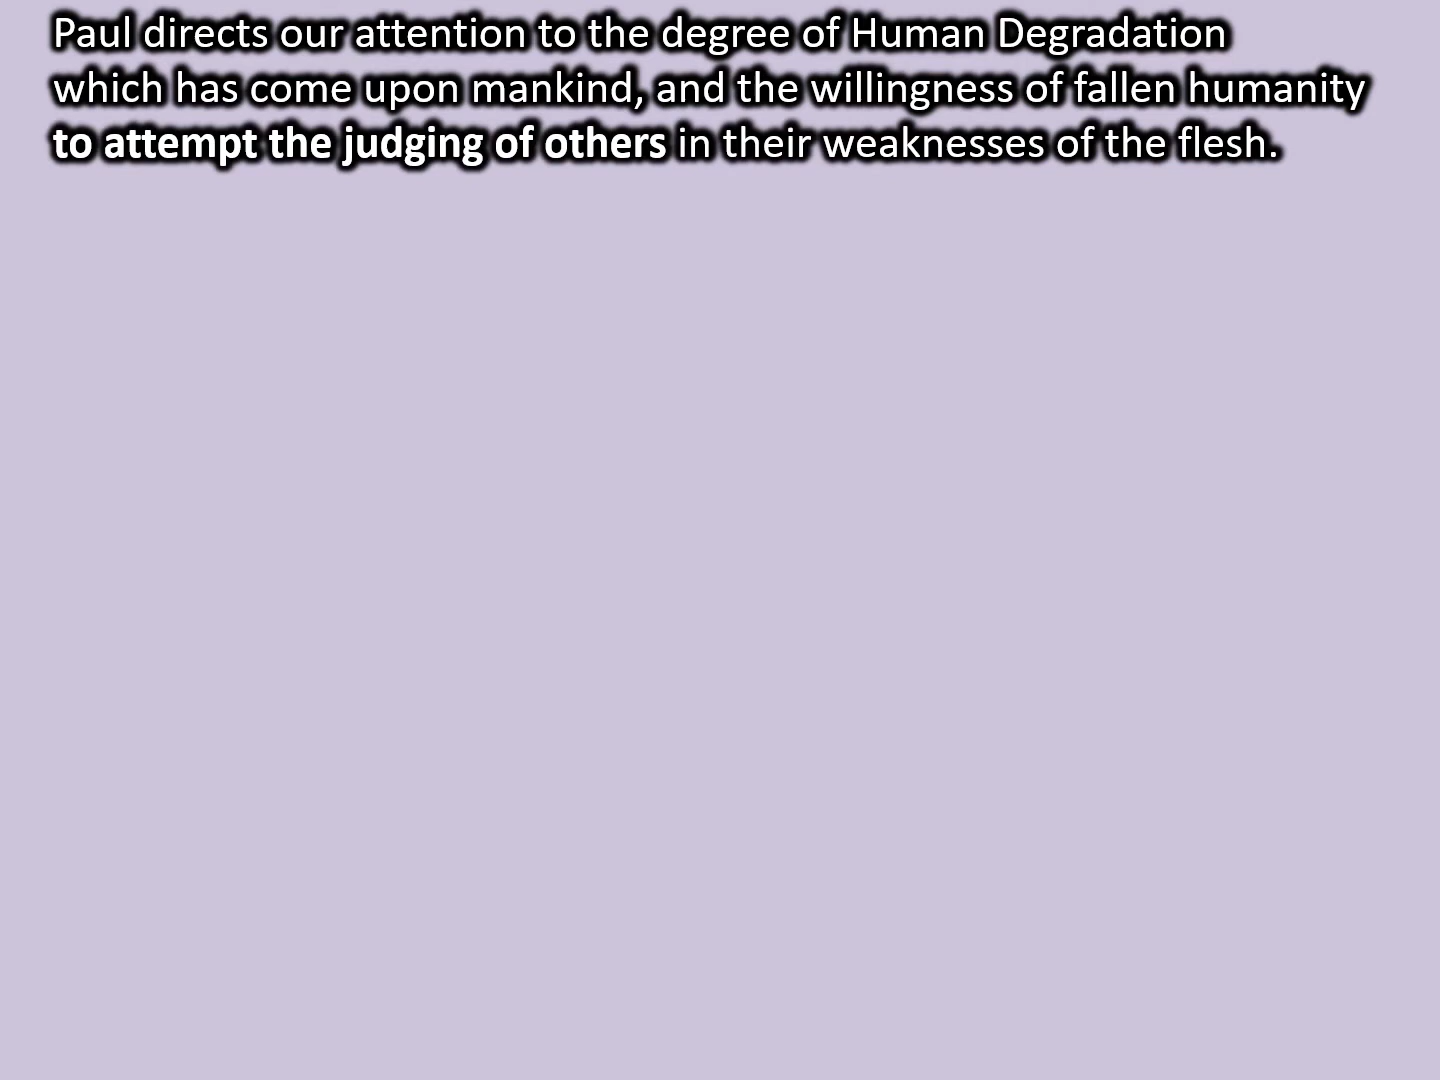 Paul directs our attention to the degree of Human Degradation
which has come upon mankind, and the willingness of fallen humanity
to attempt the judging of others in their weaknesses of the flesh.